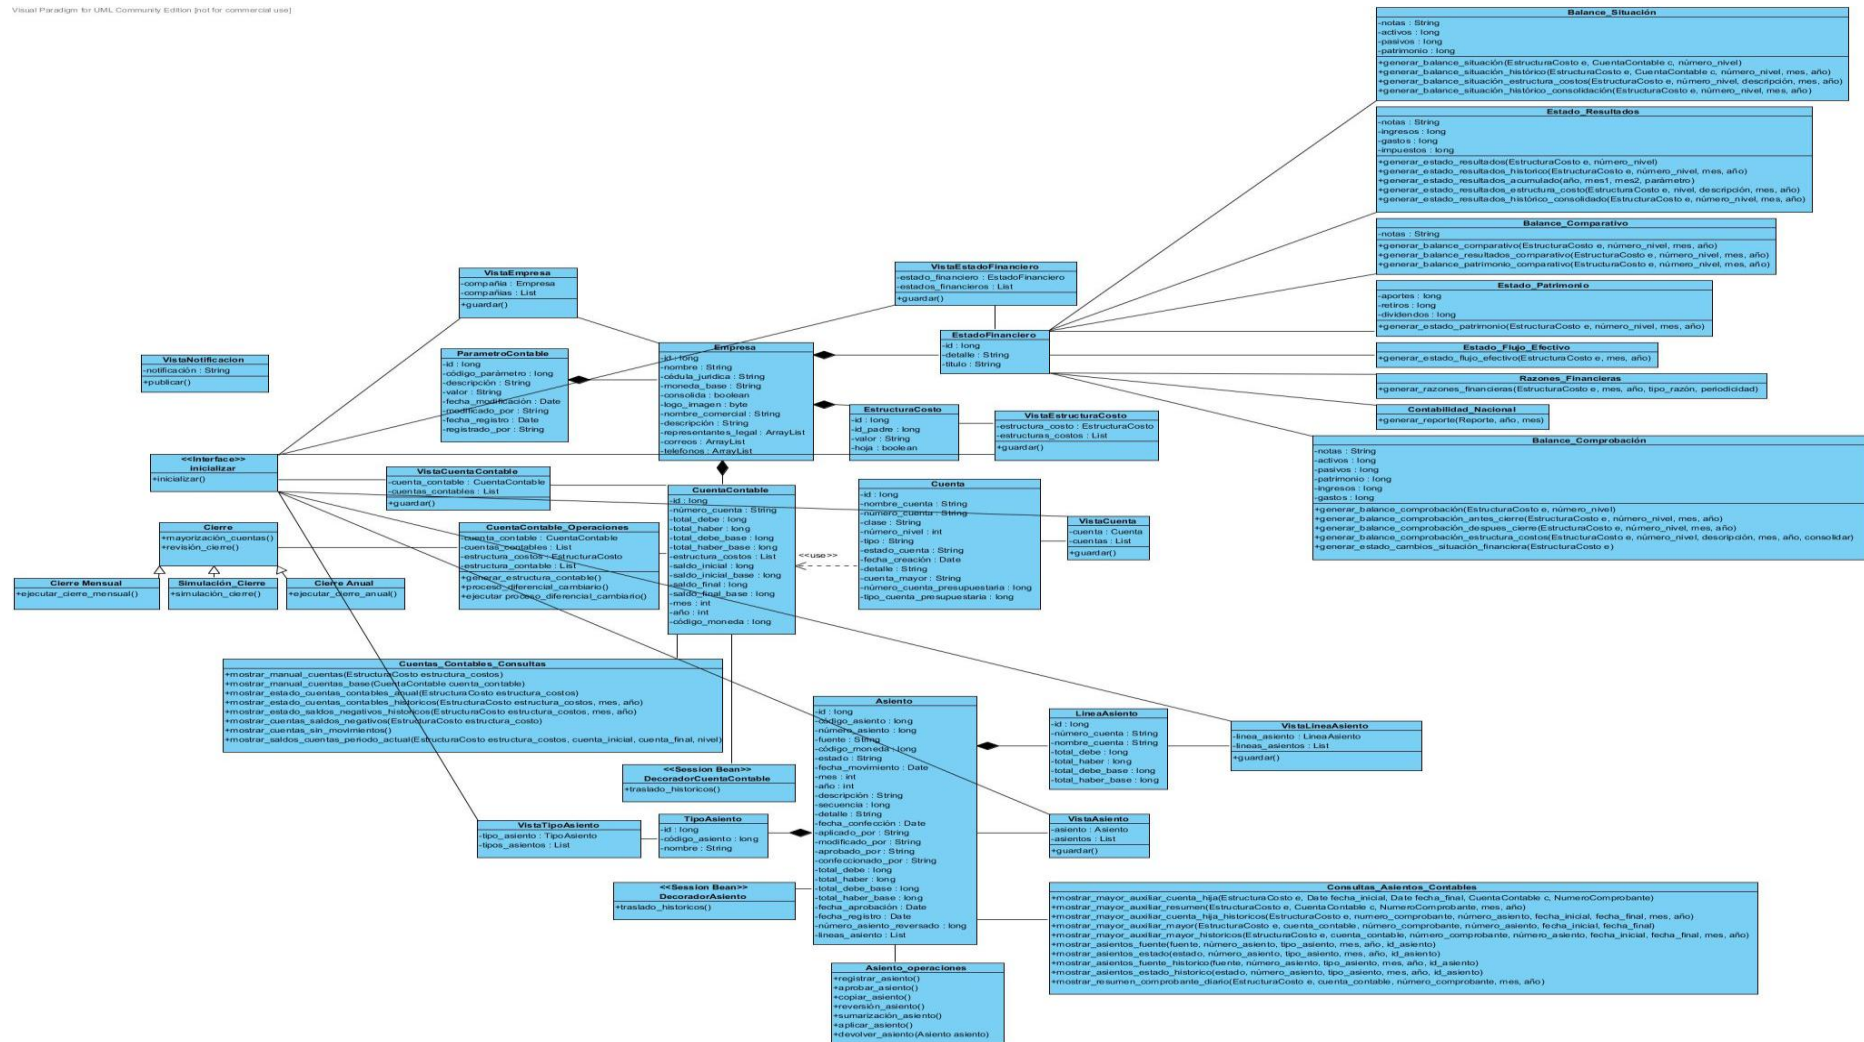 Visual Paradigm for UML Community Edition [not for commercial use]
Balance_Situación
-notas : String
-activos : long
-pasivos : long
-patrimonio : long
+generar_balance_situación(EstructuraCosto e, CuentaContable c, número_nivel)
+generar_balance_situación_histórico(EstructuraCosto e, CuentaContable c, número_nivel, mes, año)
+generar_balance_situación_estructura_costos(EstructuraCosto e, número_nivel, descripción, mes, año)
+generar_balance_situación_histórico_consolidación(EstructuraCosto e, número_nivel, mes, año)
Estado_Resultados
-notas : String
-ingresos : long
-gastos : long
-impuestos : long
+generar_estado_resultados(EstructuraCosto e, número_nivel)
+generar_estado_resultados_historico(EstructuraCosto e, número_nivel, mes, año)
+generar_estado_resultados_acumulado(año, mes1, mes2, parámetro)
+generar_estado_resultados_estructura_costo(EstructuraCosto e, nivel, descripción, mes, año)
+generar_estado_resultados_histórico_consolidado(EstructuraCosto e, número_nivel, mes, año)
Balance_Comparativo
-notas : String
+generar_balance_comparativo(EstructuraCosto e, número_nivel, mes, año)
+generar_balance_resultados_comparativo(EstructuraCosto e, número_nivel, mes, año)
+generar_balance_patrimonio_comparativo(EstructuraCosto e, número_nivel, mes, año)
VistaEmpresa
-compañia : Empresa
-compañias : List
+guardar()
VistaEstadoFinanciero
-estado_financiero : EstadoFinanciero
-estados_financieros : List
+guardar()
Estado_Patrimonio
-aportes : long
-retiros : long
-dividendos : long
+generar_estado_patrimonio(EstructuraCosto e, número_nivel, mes, año)
EstadoFinanciero
-id : long
-detalle : String
-titulo : String
Estado_Flujo_Efectivo
+generar_estado_flujo_efectivo(EstructuraCosto e, mes, año)
Razones_Financieras
+generar_razones_financieras(EstructuraCosto e, mes, año, tipo_razón, periodicidad)
Contabilidad_Nacional
+generar_reporte(Reporte, año, mes)
VistaNotificacion
-notificación : String
+publicar()
ParametroContable
-id : long
-código_parámetro : long
-descripción : String
-valor : String
-fecha_modificación : Date
-modificado_por : String
-fecha_registro : Date
-registrado_por : String
Empresa
-id : long
-nombre : String
-cédula_juridica : String
-moneda_base : String
-consolida : boolean
-logo_imagen : byte
-nombre_comercial : String
-descripción : String
-representantes_legal : ArrayList
-correos : ArrayList
-telefonos : ArrayList
EstructuraCosto
-id : long
-id_padre : long
-valor : String
-hoja : boolean
VistaEstructuraCosto
-estructura_costo : EstructuraCosto
-estructuras_costos : List
+guardar()
Balance_Comprobación
-notas : String
-activos : long
-pasivos : long
-patrimonio : long
-ingresos : long
-gastos : long
+generar_balance_comprobación(EstructuraCosto e, número_nivel)
+generar_balance_comprobación_antes_cierre(EstructuraCosto e, número_nivel, mes, año)
+generar_balance_comprobación_despues_cierre(EstructuraCosto e, número_nivel, mes, año)
+generar_balance_comprobación_estructura_costos(EstructuraCosto e, número_nivel, descripción, mes, año, consolidar)
+generar_estado_cambios_situación_financiera(EstructuraCosto e)
<<Interface>>
inicializar
+inicializar()
VistaCuentaContable
-cuenta_contable : CuentaContable
-cuentas_contables : List
+guardar()
CuentaContable
-id : long
-número_cuenta : String
-total_debe : long
-total_haber : long
-total_debe_base : long
-total_haber_base : long
-estructura_costos : List
-saldo_inicial : long
-saldo_inicial_base : long
-saldo_final : long
-saldo_final_base : long
-mes : int
-año : int
-código_moneda : long
<<use>>
Cuenta
-id : long
-nombre_cuenta : String
-número_cuenta : String
-clase : String
-número_nivel : int
-tipo : String
-estado_cuenta : String
-fecha_creación : Date
-detalle : String
-cuenta_mayor : String
-número_cuenta_presupuestaria : long
-tipo_cuenta_presupuestaria : long
VistaCuenta
-cuenta : Cuenta
-cuentas : List
+guardar()
Cierre
+mayorización_cuentas()
+revisión_cierre()
Cierre Mensual
+ejecutar_cierre_mensual()
Simulación_Cierre
+simulación_cierre()
Cierre Anual
+ejecutar_cierre_anual()
CuentaContable_Operaciones
-cuenta_contable : CuentaContable
-cuentas_contables : List
-estructura_costos : EstructuraCosto
-estructura_contable : List
+generar_estructura_contable()
+proceso_diferencial_cambiario()
+ejecutar proceso_diferencial_cambiario()
Cuentas_Contables_Consultas
+mostrar_manual_cuentas(EstructuraCosto estructura_costos)
+mostrar_manual_cuentas_base(CuentaContable cuenta_contable)
+mostrar_estado_cuentas_contables_anual(EstructuraCosto estructura_costos)
+mostrar_estado_cuentas_contables_historicos(EstructuraCosto estructura_costos, mes, año)
+mostrar_estado_saldos_negativos_historicos(EstructuraCosto estructura_costos, mes, año)
+mostrar_cuentas_saldos_negativos(EstructuraCosto estructura_costo)
+mostrar_cuentas_sin_movimientos()
+mostrar_saldos_cuentas_periodo_actual(EstructuraCosto estructura_costos, cuenta_inicial, cuenta_final, nivel)
<<Session Bean>>
DecoradorCuentaContable
+traslado_historicos()
Asiento
-id : long
-código_asiento : long
-número_asiento : long
-fuente : String
-código_moneda : long
-estado : String
-fecha_movimiento : Date
-mes : int
-año : int
-descripción : String
-secuencia : long
-detalle : String
-fecha_confección : Date
-aplicado_por : String
-modificado_por : String
-aprobado_por : String
-confeccionado_por : String
-total_debe : long
-total_haber : long
-total_debe_base : long
-total_haber_base : long
-fecha_aprobación : Date
-fecha_registro : Date
-número_asiento_reversado : long
-lineas_asiento : List
LineaAsiento
-id : long
-número_cuenta : String
-nombre_cuenta : String
-total_debe : long
-total_haber : long
-total_debe_base : long
-total_haber_base : long
VistaLineaAsiento
-linea_asiento : LineaAsiento
-lineas_asientos : List
+guardar()
VistaTipoAsiento
-tipo_asiento : TipoAsiento
-tipos_asientos : List
TipoAsiento
-id : long
-código_asiento : long
-nombre : String
VistaAsiento
-asiento : Asiento
-asientos : List
+guardar()
<<Session Bean>>
DecoradorAsiento
+traslado_historicos()
Consultas_Asientos_Contables
+mostrar_mayor_auxiliar_cuenta_hija(EstructuraCosto e, Date fecha_inicial, Date fecha_final, CuentaContable c, NumeroComprobante)
+mostrar_mayor_auxiliar_resumen(EstructuraCosto e, CuentaContable c, NumeroComprobante, mes, año)
+mostrar_mayor_auxiliar_cuenta_hija_historicos(EstructuraCosto e, numero_comprobante, número_asiento, fecha_inicial, fecha_final, mes, año)
+mostrar_mayor_auxiliar_mayor(EstructuraCosto e, cuenta_contable, número_comprobante, número_asiento, fecha_inicial, fecha_final)
+mostrar_mayor_auxiliar_mayor_historicos(EstructuraCosto e, cuenta_contable, número_comprobante, número_asiento, fecha_inicial, fecha_final, mes, año)
+mostrar_asientos_fuente(fuente, número_asiento, tipo_asiento, mes, año, id_asiento)
+mostrar_asientos_estado(estado, número_asiento, tipo_asiento, mes, año, id_asiento)
+mostrar_asientos_fuente_historico(fuente, número_asiento, tipo_asiento, mes, año, id_asiento)
+mostrar_asientos_estado_historico(estado, número_asiento, tipo_asiento, mes, año, id_asiento)
+mostrar_resumen_comprobante_diario(EstructuraCosto e, cuenta_contable, número_comprobante, mes, año)
Asiento_operaciones
+registrar_asiento()
+aprobar_asiento()
+copiar_asiento()
+reversión_asiento()
+sumarización_asiento()
+aplicar_asiento()
+devolver_asiento(Asiento asiento)